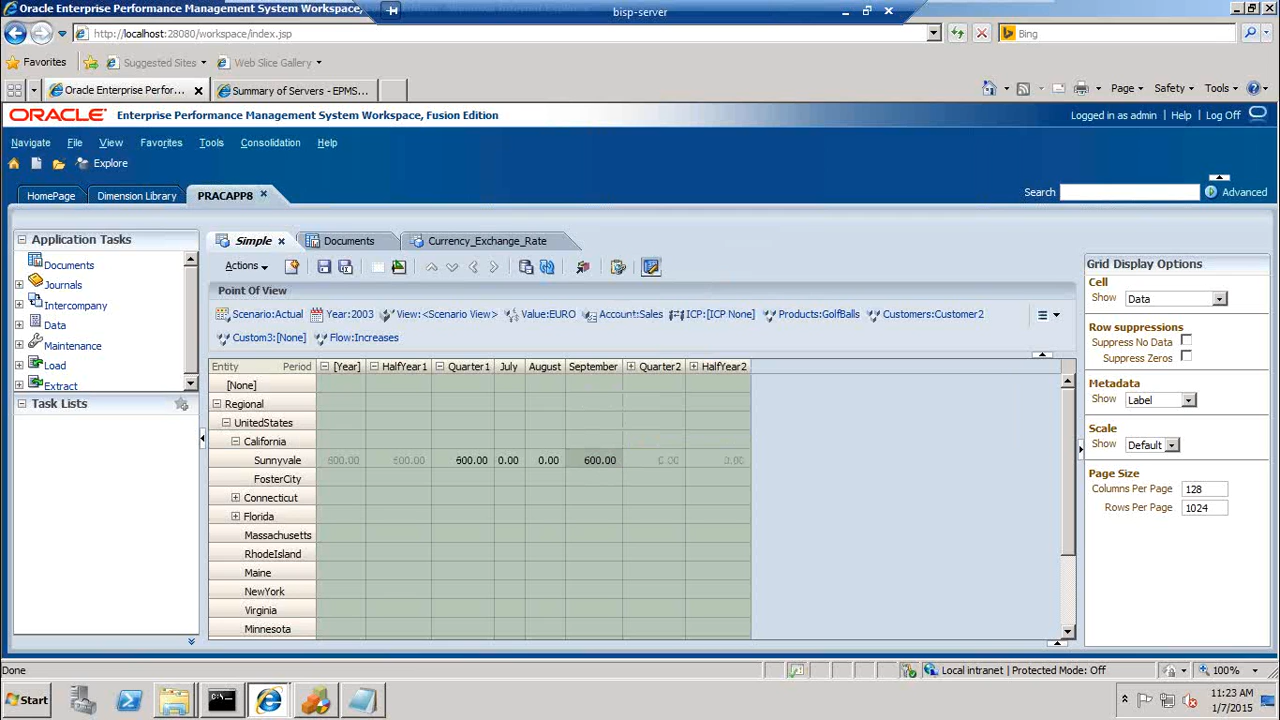 Oracle Enterprise Performance Management System Workspace,
bisp-server
http://localhost:28080/workspace/index.jsp
Bing
Favorites
Suggested Sites
Web Slice Gallery
Oracle Enterprise Perfor...
Summary of Servers - EPMS...
Page
Safety
Tools
ORACLE
Enterprise Performance Management System Workspace, Fusion Edition
Logged in as admin | Help | Log Off
Navigate File View Favorites Tools Consolidation Help
Explore
HomePage Dimension Library PRACAPP8
Search
Advanced
Application Tasks
Documents
Journals
Intercompany
Data
Maintenance
Load
Extract
Task Lists
Simple Documents Currency_Exchange_Rate
Actions
Point Of View
Scenario:Actual Year:2003 View:<Scenario View> Value:EURO Account:Sales ICP:[ICP None] Products:GolfBalls Customers:Customer2
Custom3:[None] Flow:Increases
Entity Period [Year] HalfYear1 Quarter1 July August September Quarter2 HalfYear2
[None]
Regional
UnitedStates
California
Sunnyvale 600.00 600.00 600.00 0.00 0.00 600.00 0.00 0.00
FosterCity
Connecticut
Florida
Massachusetts
RhodeIsland
Maine
NewYork
Virginia
Minnesota
Grid Display Options
Cell
Show Data
Row suppressions
Suppress No Data
Suppress Zeros
Metadata
Show Label
Scale
Show Default
Page Size
Columns Per Page 128
Rows Per Page 1024
Done
Local intranet | Protected Mode: Off
100%
Start
11:23 AM
1/7/2015